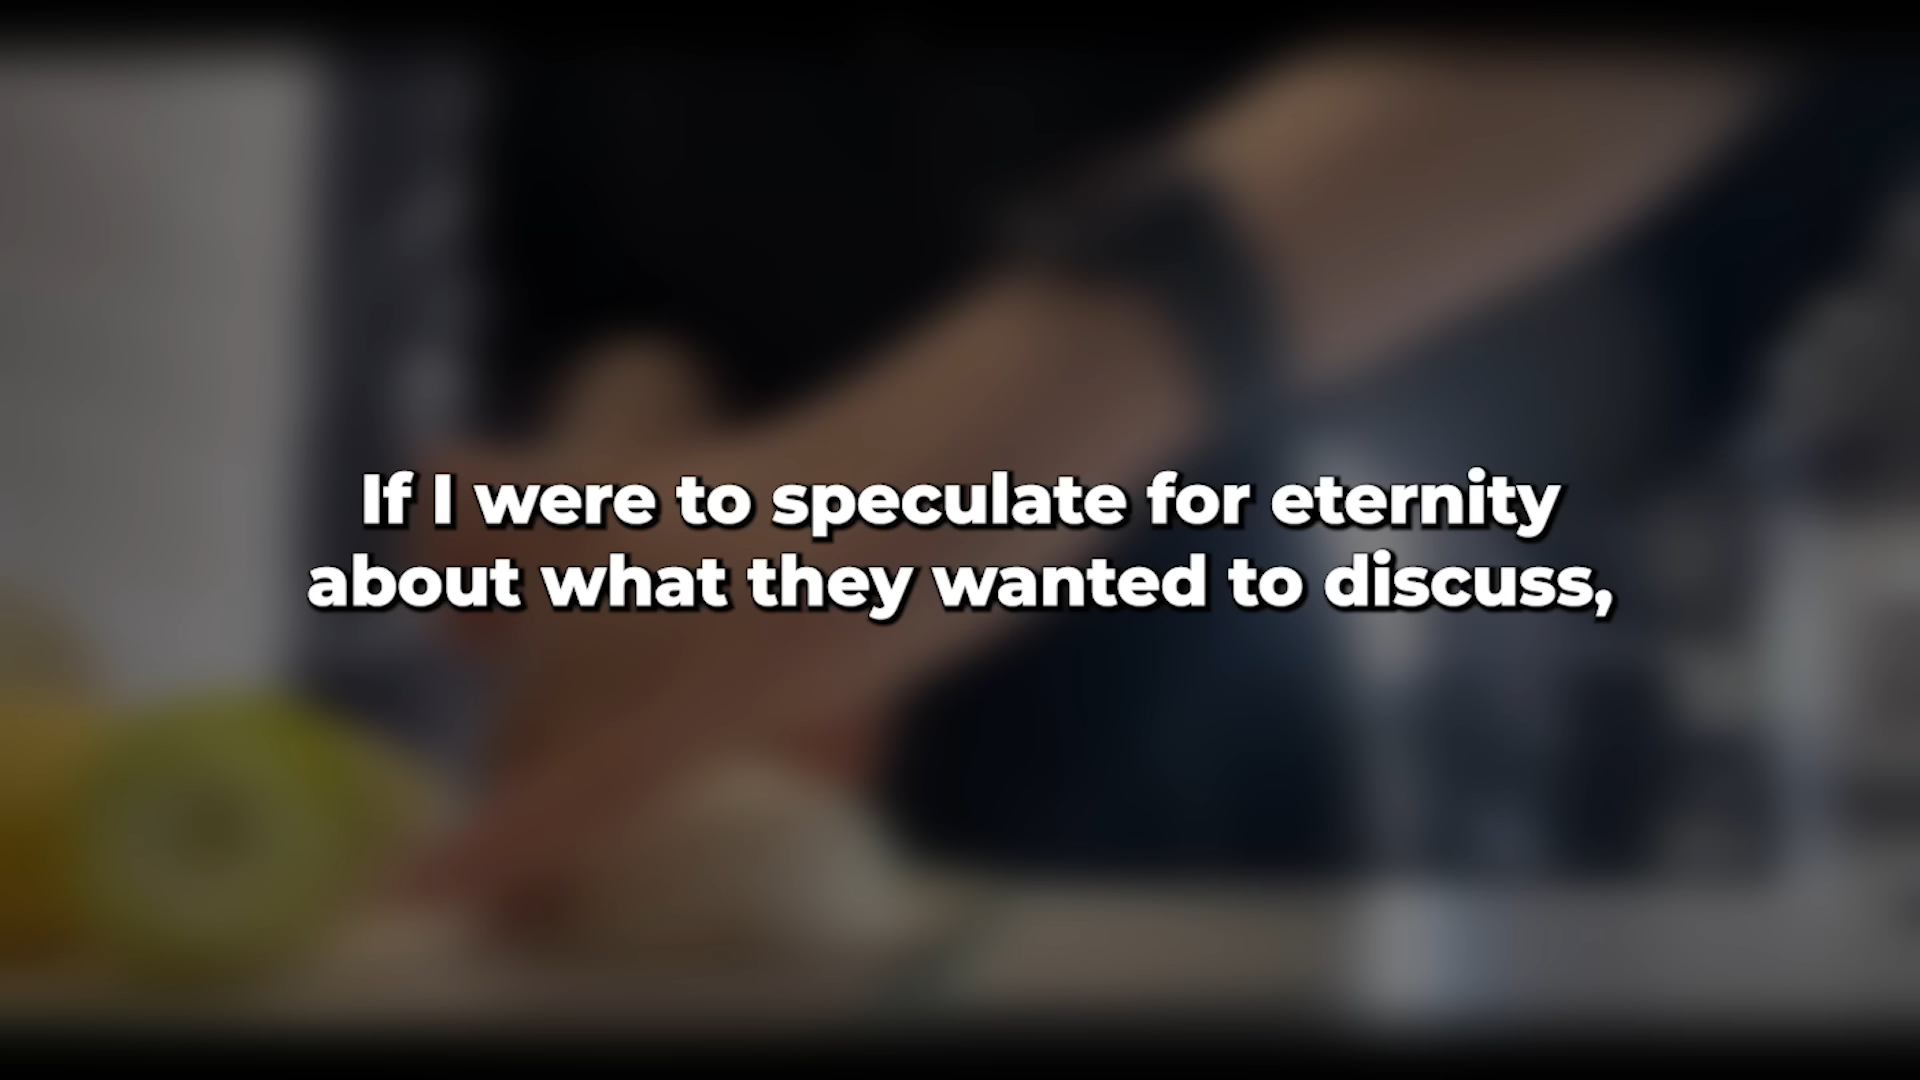 If I were to speculate for eternity
about what they wanted to discuss,